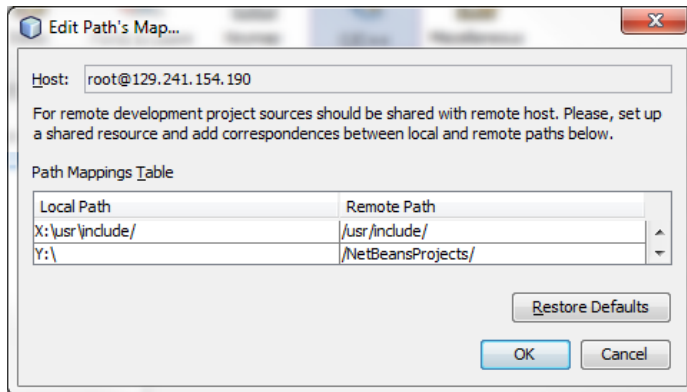 Edit Path's Map...
Host: root@129.241.154.190
For remote development project sources should be shared with remote host. Please, set up
a shared resource and add correspondences between local and remote paths below.
Path Mappings Table
Local Path Remote Path
X:\usr\include/ /usr/include/
Y:\ /NetBeansProjects/
Restore Defaults
OK Cancel